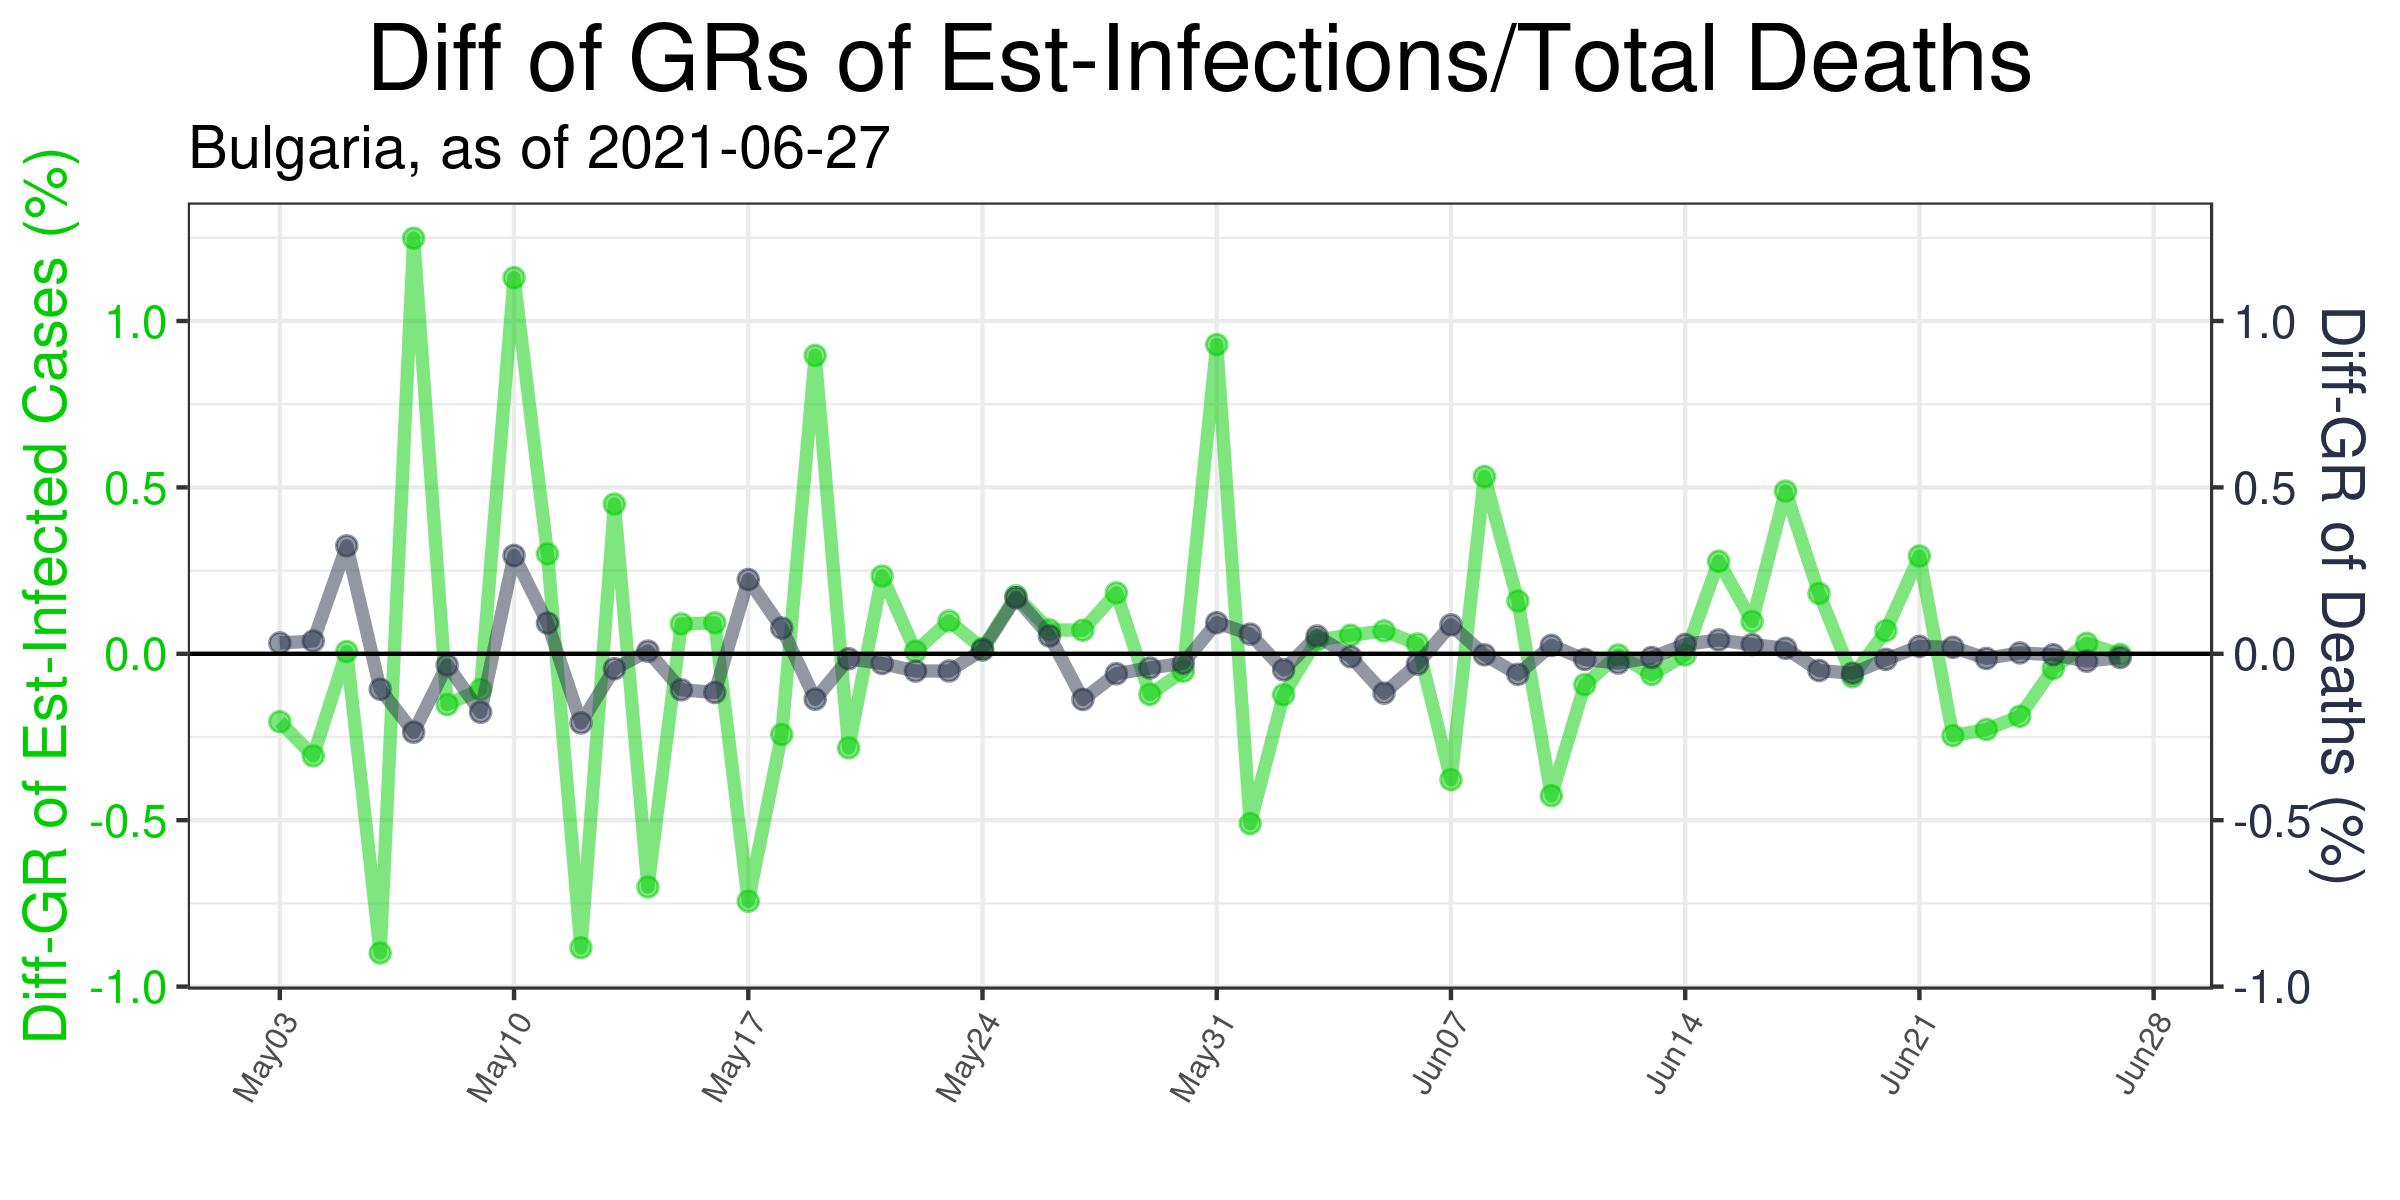 Diff of GRs of Est-Infections/Total Deaths
Bulgaria, as of 2021-06-27
Diff-GR of Est-Infected Cases (%)
1.0
0.5
0.0
-0.5
-1.0
1.0
0.5
0.0
-0.5
-1.0
Diff-GR of Deaths (%)
May03
May10
May17
May24
May31
Jun07
Jun14
Jun21
Jun28